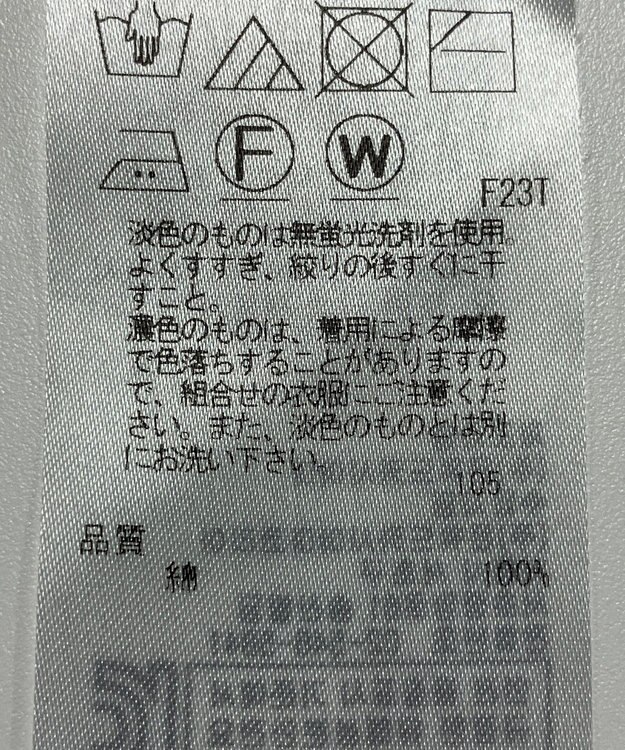 F
W
F23T
淡色のものは無蛍光洗剤を使用。
よくすすぎ、絞りの後すぐに干
すこと。
濃色のものは、着用による摩擦
で色落ちすることがありますの
で、組合せの衣服にご注意くだ
さい。また、淡色のものとは別
にお洗い下さい。
105
品質
綿 100%